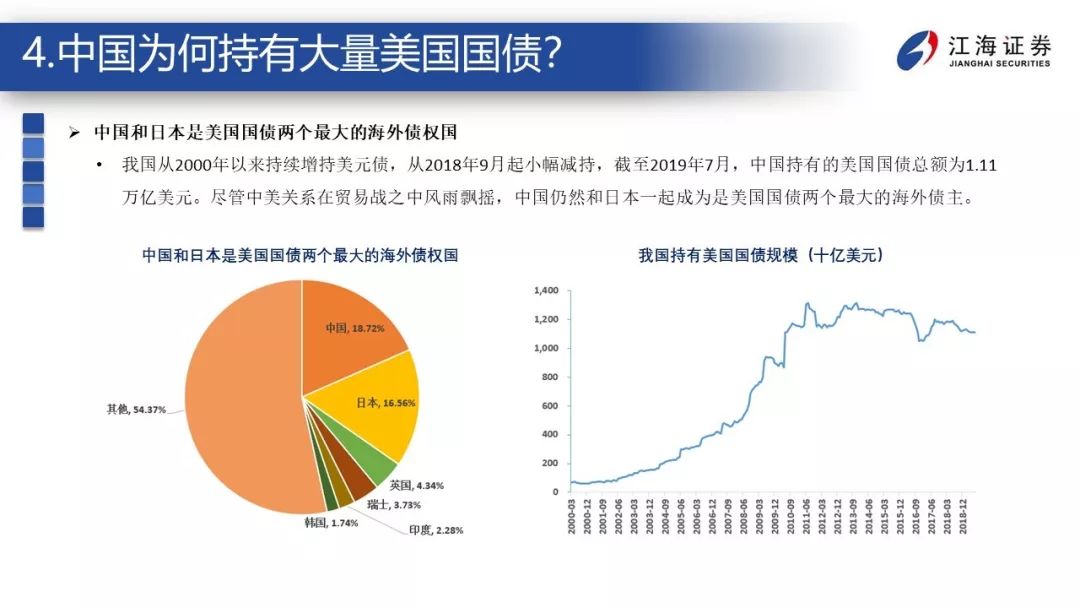 4.中国为何持有大量美国国债？
江海证券
JIANGHAI SECURITIES
中国和日本是美国国债两个最大的海外债权国
我国从2000年以来持续增持美元债，从2018年9月起小幅减持，截至2019年7月，中国持有的美国国债总额为1.11
万亿美元。尽管中美关系在贸易战之中风雨飘摇，中国仍然和日本一起成为是美国国债两个最大的海外债主。
中国和日本是美国国债两个最大的海外债权国
中国, 18.72%
日本, 16.56%
其他, 54.37%
英国, 4.34%
瑞士, 3.73%
印度, 2.28%
韩国, 1.74%
我国持有美国国债规模（十亿美元）
1,400
1,200
1,000
800
600
400
200
0
2000-03
2000-12
2001-09
2002-06
2003-03
2003-12
2004-09
2005-06
2006-03
2006-12
2007-09
2008-06
2009-03
2009-12
2010-09
2011-06
2012-03
2012-12
2013-09
2014-06
2015-03
2015-12
2016-09
2017-06
2018-03
2018-12